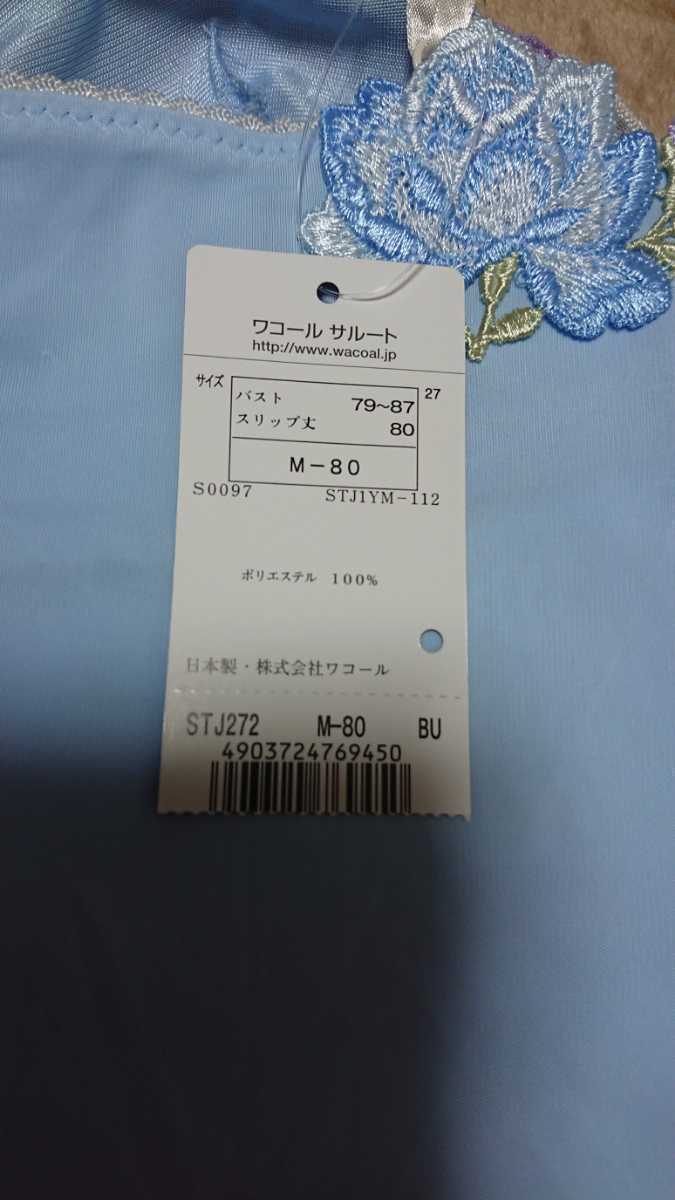 ワコール サルート
http://www.wacoal.jp
サイズ
バスト 79~87 27
スリップ丈 80
M-80
S0097 STJ1YM-112
ポリエステル 100%
日本製・株式会社ワコール
STJ272 M-80 BU
4903724769450